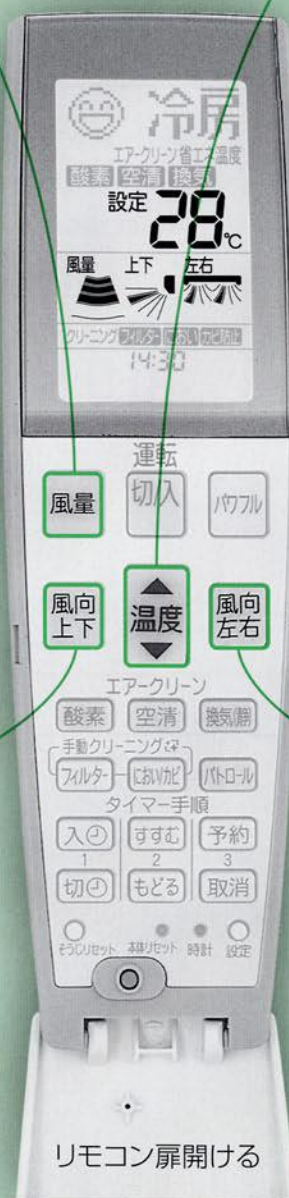 冷房
エアークリーン省エネ温度
酸素 空清 換気
設定 28℃
風量 上下 左右
クリーニング フィルター におい カビ防止
14:30
運転
風量 切/入 パワフル
風向上下 ▲温度▼ 風向左右
エアークリーン
酸素 空清 換気/静
手動クリーニング
フィルター においカビ パトロール
タイマー手順
入 すすむ 予約
1 2 3
切 もどる 取消
そうじリセット 本体リセット 時計 設定
リモコン扉開ける